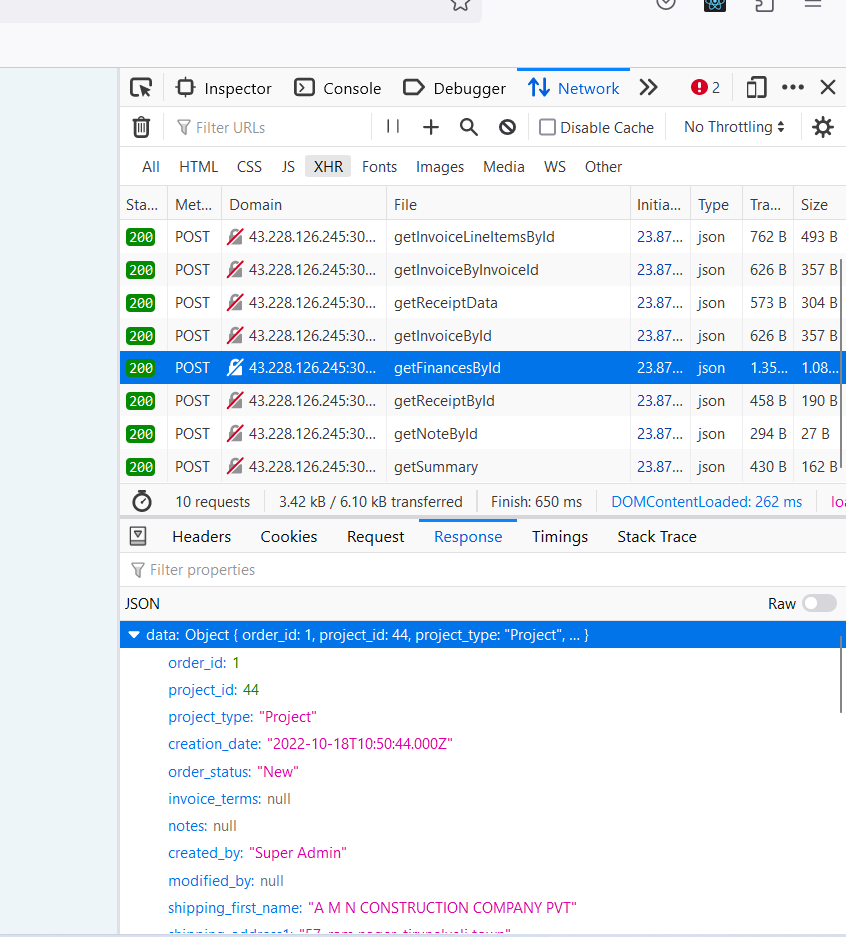 Inspector Console Debugger Network 2
Filter URLs Disable Cache No Throttling
All HTML CSS JS XHR Fonts Images Media WS Other
Sta... Met... Domain File Initia... Type Tra... Size
200 POST 43.228.126.245:30... getInvoiceLineItemsById 23.87... json 762 B 493 B
200 POST 43.228.126.245:30... getInvoiceByInvoiceId 23.87... json 626 B 357 B
200 POST 43.228.126.245:30... getReceiptData 23.87... json 573 B 304 B
200 POST 43.228.126.245:30... getInvoiceById 23.87... json 626 B 357 B
200 POST 43.228.126.245:30... getFinancesById 23.87... json 1.35... 1.08...
200 POST 43.228.126.245:30... getReceiptById 23.87... json 458 B 190 B
200 POST 43.228.126.245:30... getNoteById 23.87... json 294 B 27 B
200 POST 43.228.126.245:30... getSummary 23.87... json 430 B 162 B
10 requests 3.42 kB / 6.10 kB transferred Finish: 650 ms DOMContentLoaded: 262 ms loa
Headers Cookies Request Response Timings Stack Trace
Filter properties
JSON Raw
data: Object { order_id: 1, project_id: 44, project_type: "Project", ... }
order_id: 1
project_id: 44
project_type: "Project"
creation_date: "2022-10-18T10:50:44.000Z"
order_status: "New"
invoice_terms: null
notes: null
created_by: "Super Admin"
modified_by: null
shipping_first_name: "A M N CONSTRUCTION COMPANY PVT"